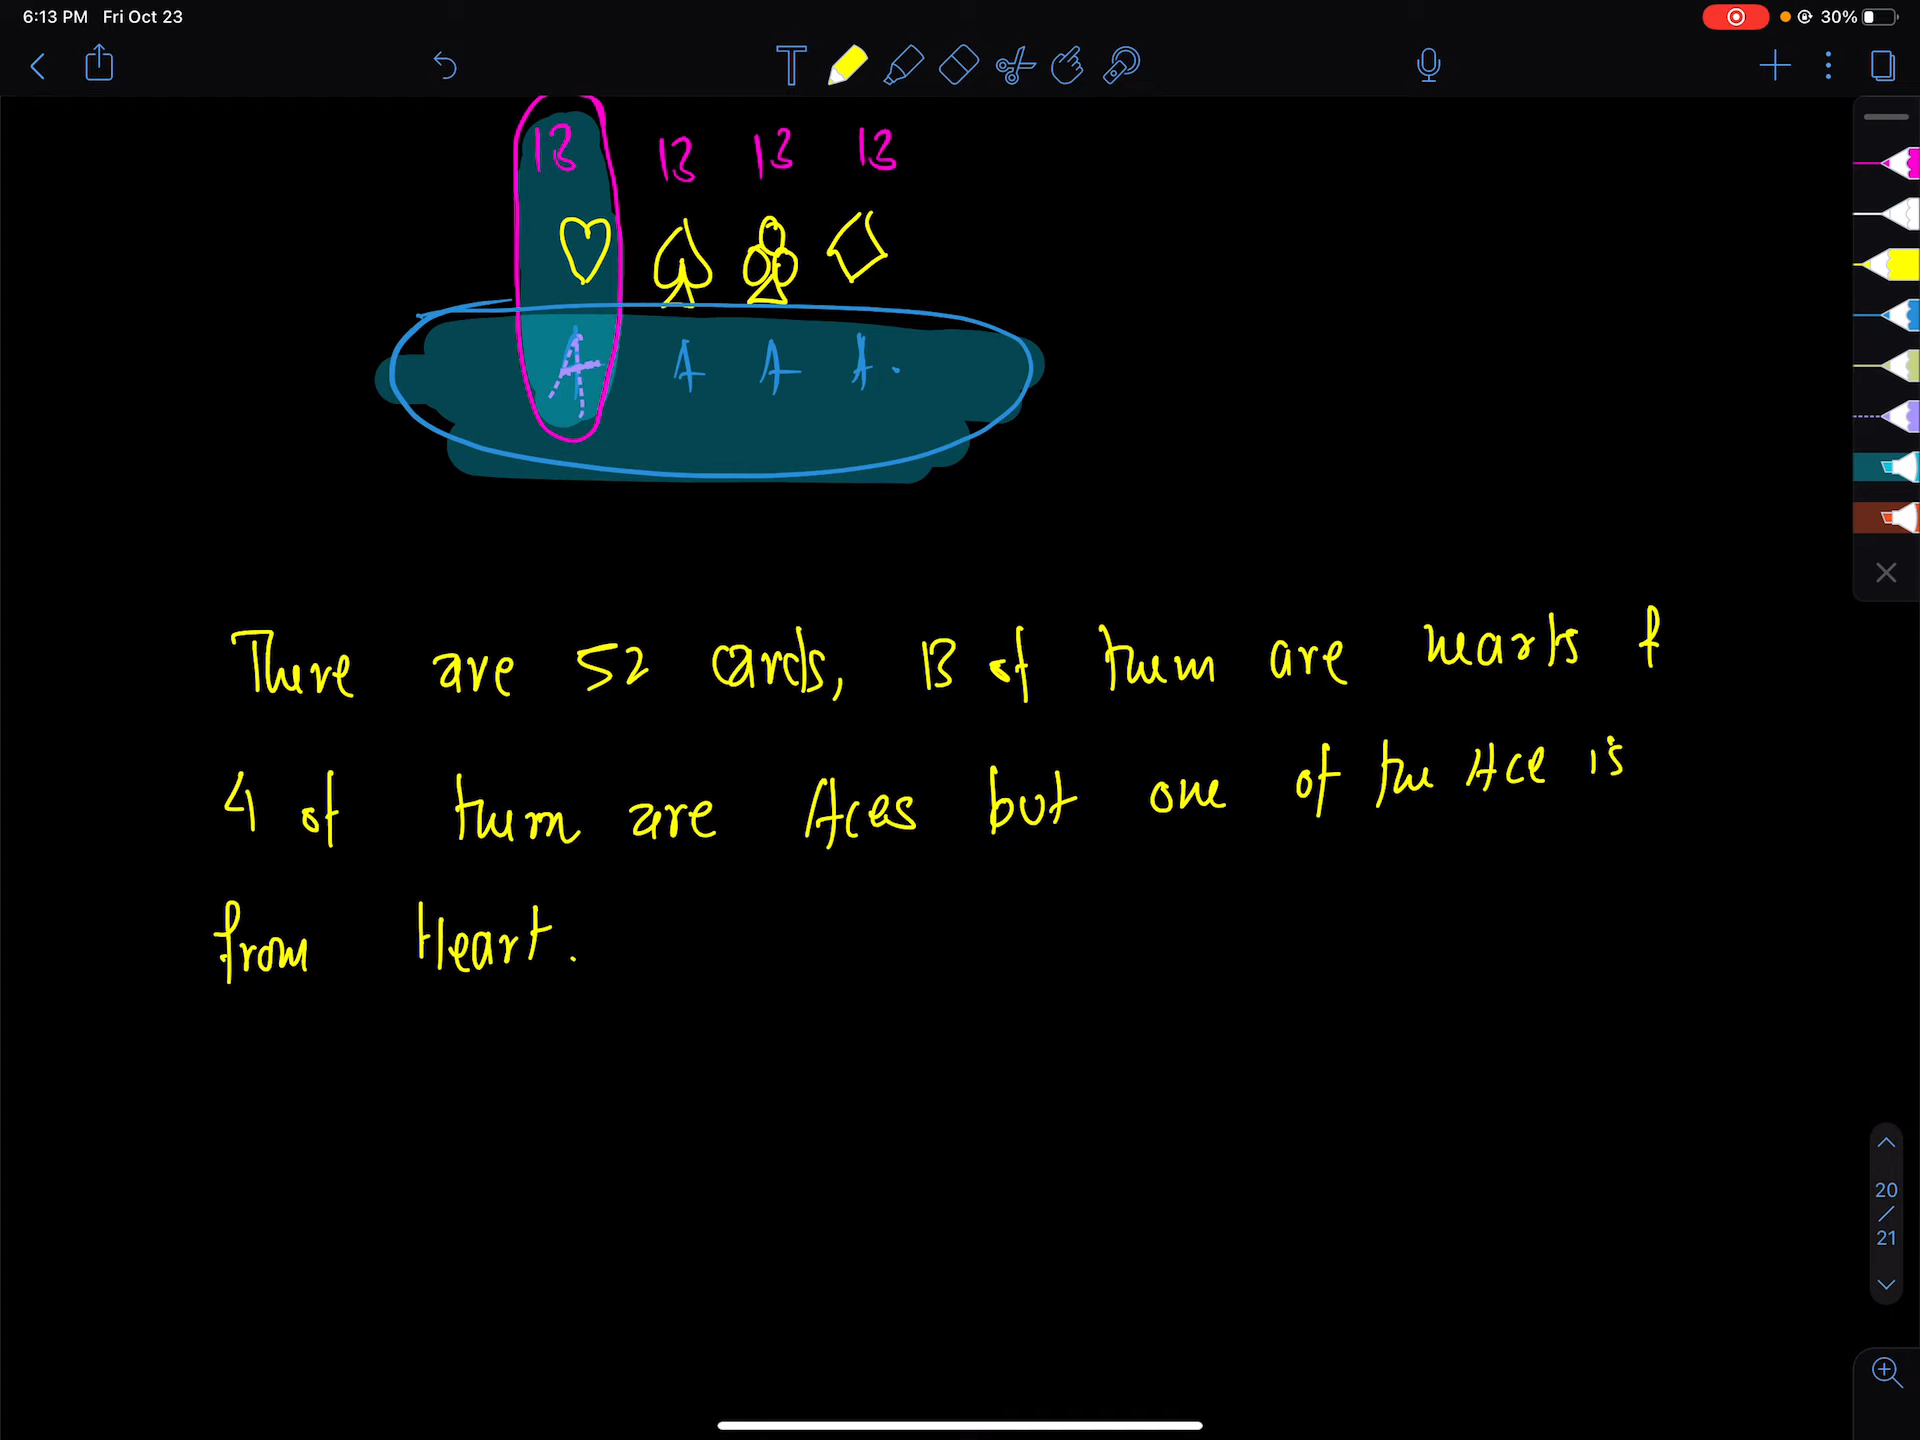 6:13 PM Fri Oct 23
30%
T
13 13 13 13
A A A A.
There are 52 cards, 13 of them are hearts &
4 of them are Aces but one of the Ace is
from Heart.
20
/
21